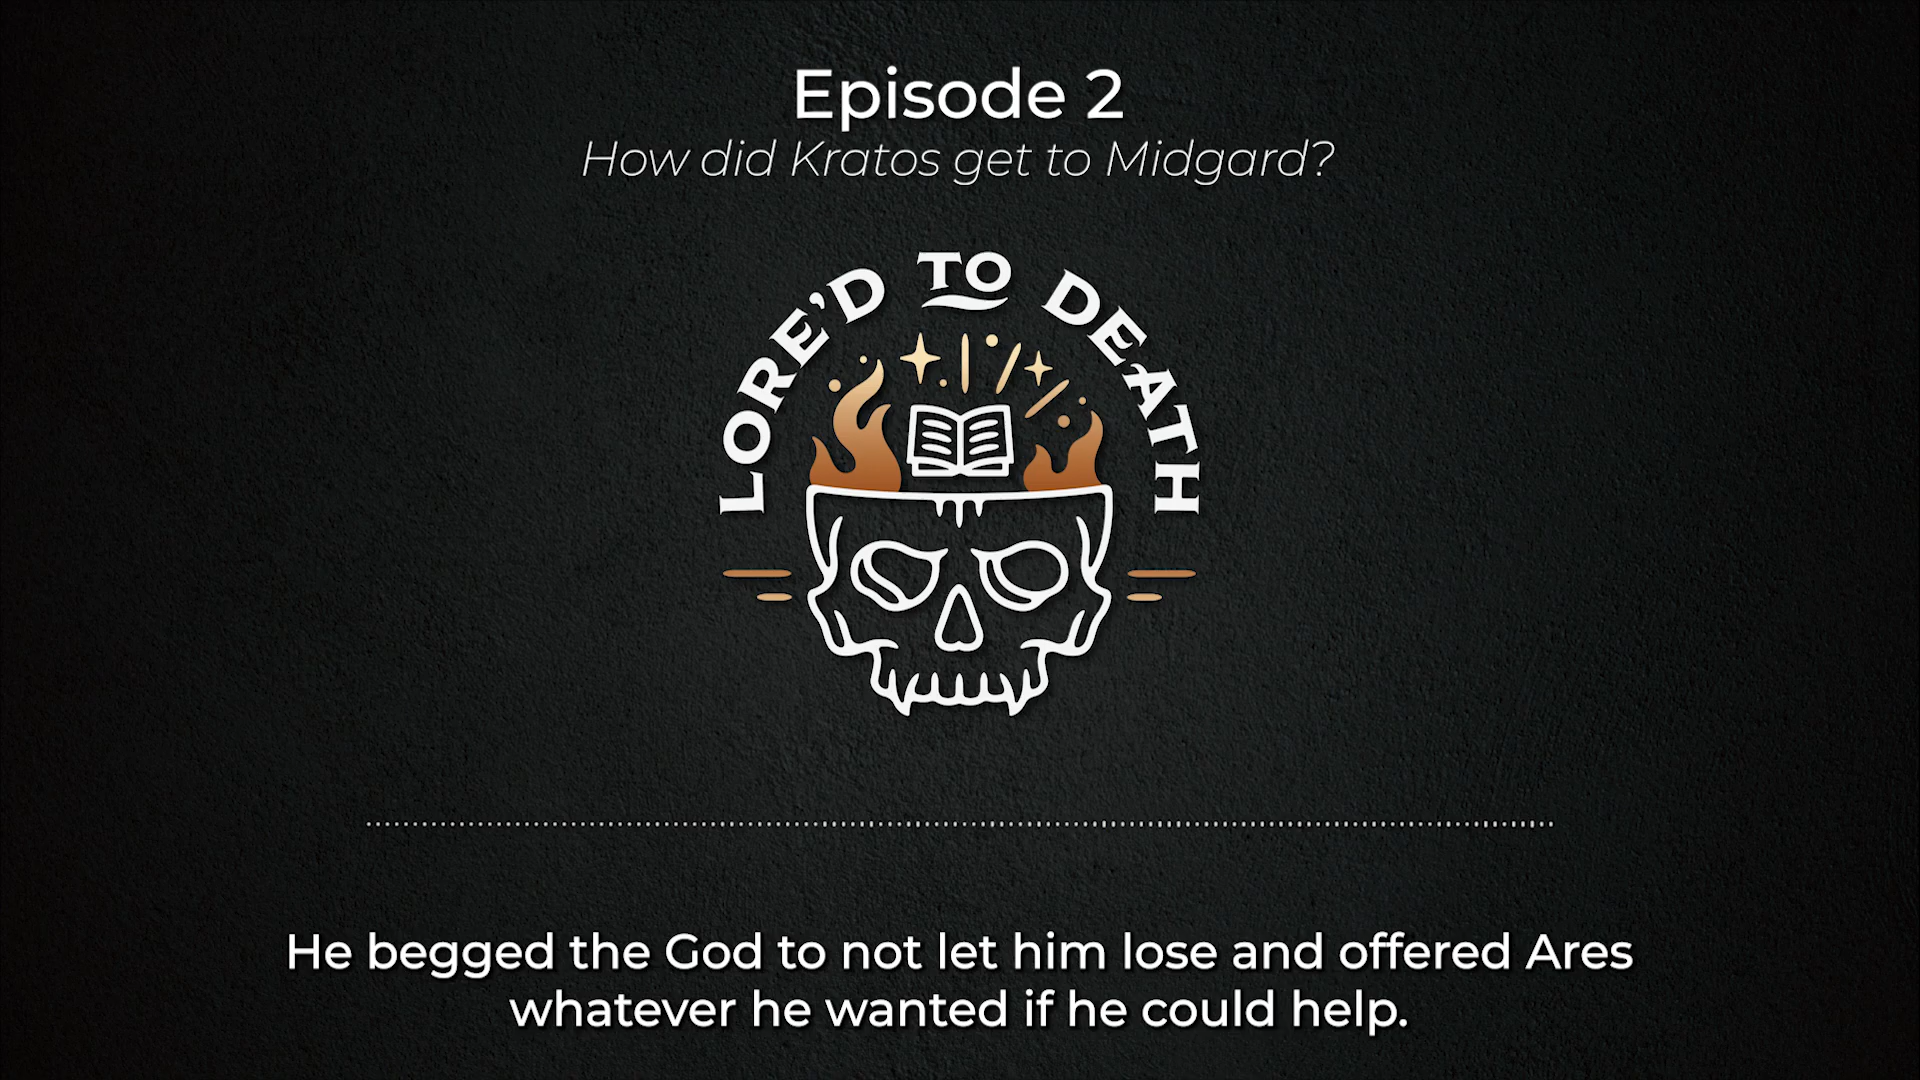 Episode 2
How did Kratos get to Midgard?
LORE'D TO DEATH
He begged the God to not let him lose and offered Ares
whatever he wanted if he could help.